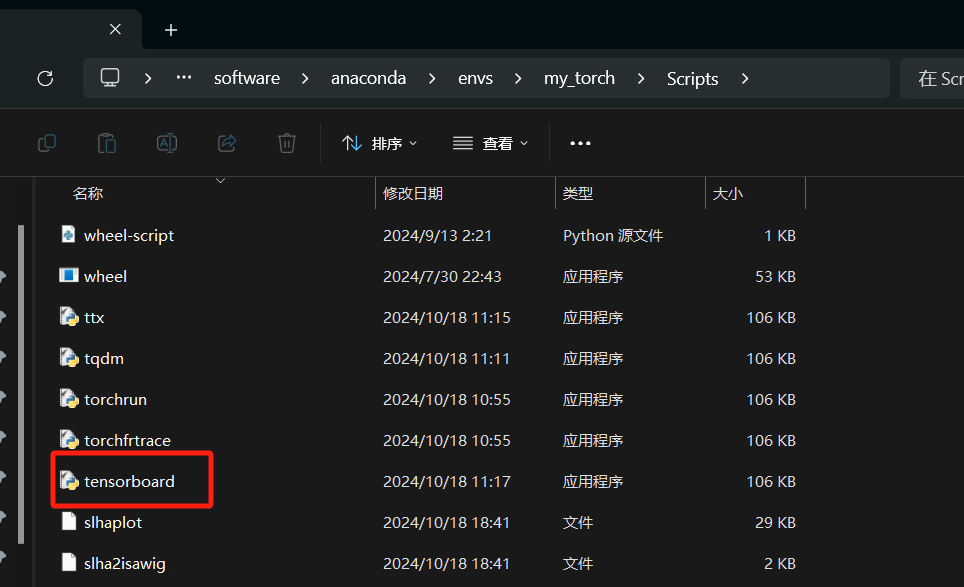 software anaconda envs my_torch Scripts 在 Scr
排序 查看
名称 修改日期 类型 大小
wheel-script 2024/9/13 2:21 Python 源文件 1 KB
wheel 2024/7/30 22:43 应用程序 53 KB
ttx 2024/10/18 11:15 应用程序 106 KB
tqdm 2024/10/18 11:11 应用程序 106 KB
torchrun 2024/10/18 10:55 应用程序 106 KB
torchfrtrace 2024/10/18 10:55 应用程序 106 KB
tensorboard 2024/10/18 11:17 应用程序 106 KB
slhaplot 2024/10/18 18:41 文件 29 KB
slha2isawig 2024/10/18 18:41 文件 2 KB